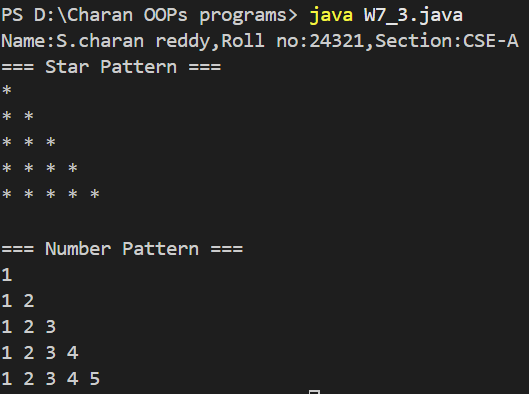 PS D:\Charan OOPs programs> java W7_3.java
Name:S.charan reddy,Roll no:24321,Section:CSE-A
=== Star Pattern ===
*
* *
* * *
* * * *
* * * * *

=== Number Pattern ===
1
1 2
1 2 3
1 2 3 4
1 2 3 4 5